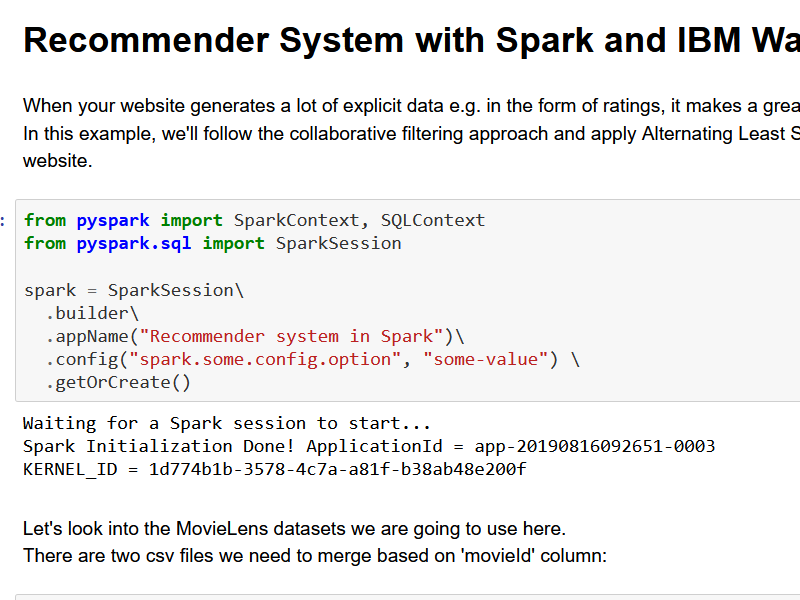 Recommender System with Spark and IBM Wa
When your website generates a lot of explicit data e.g. in the form of ratings, it makes a grea
In this example, we'll follow the collaborative filtering approach and apply Alternating Least S
website.
:
from pyspark import SparkContext, SQLContext
from pyspark.sql import SparkSession
spark = SparkSession\
.builder\
.appName("Recommender system in Spark")\
.config("spark.some.config.option", "some-value") \
.getOrCreate()
Waiting for a Spark session to start...
Spark Initialization Done! ApplicationId = app-20190816092651-0003
KERNEL_ID = 1d774b1b-3578-4c7a-a81f-b38ab48e200f
Let's look into the MovieLens datasets we are going to use here.
There are two csv files we need to merge based on 'movieId' column: